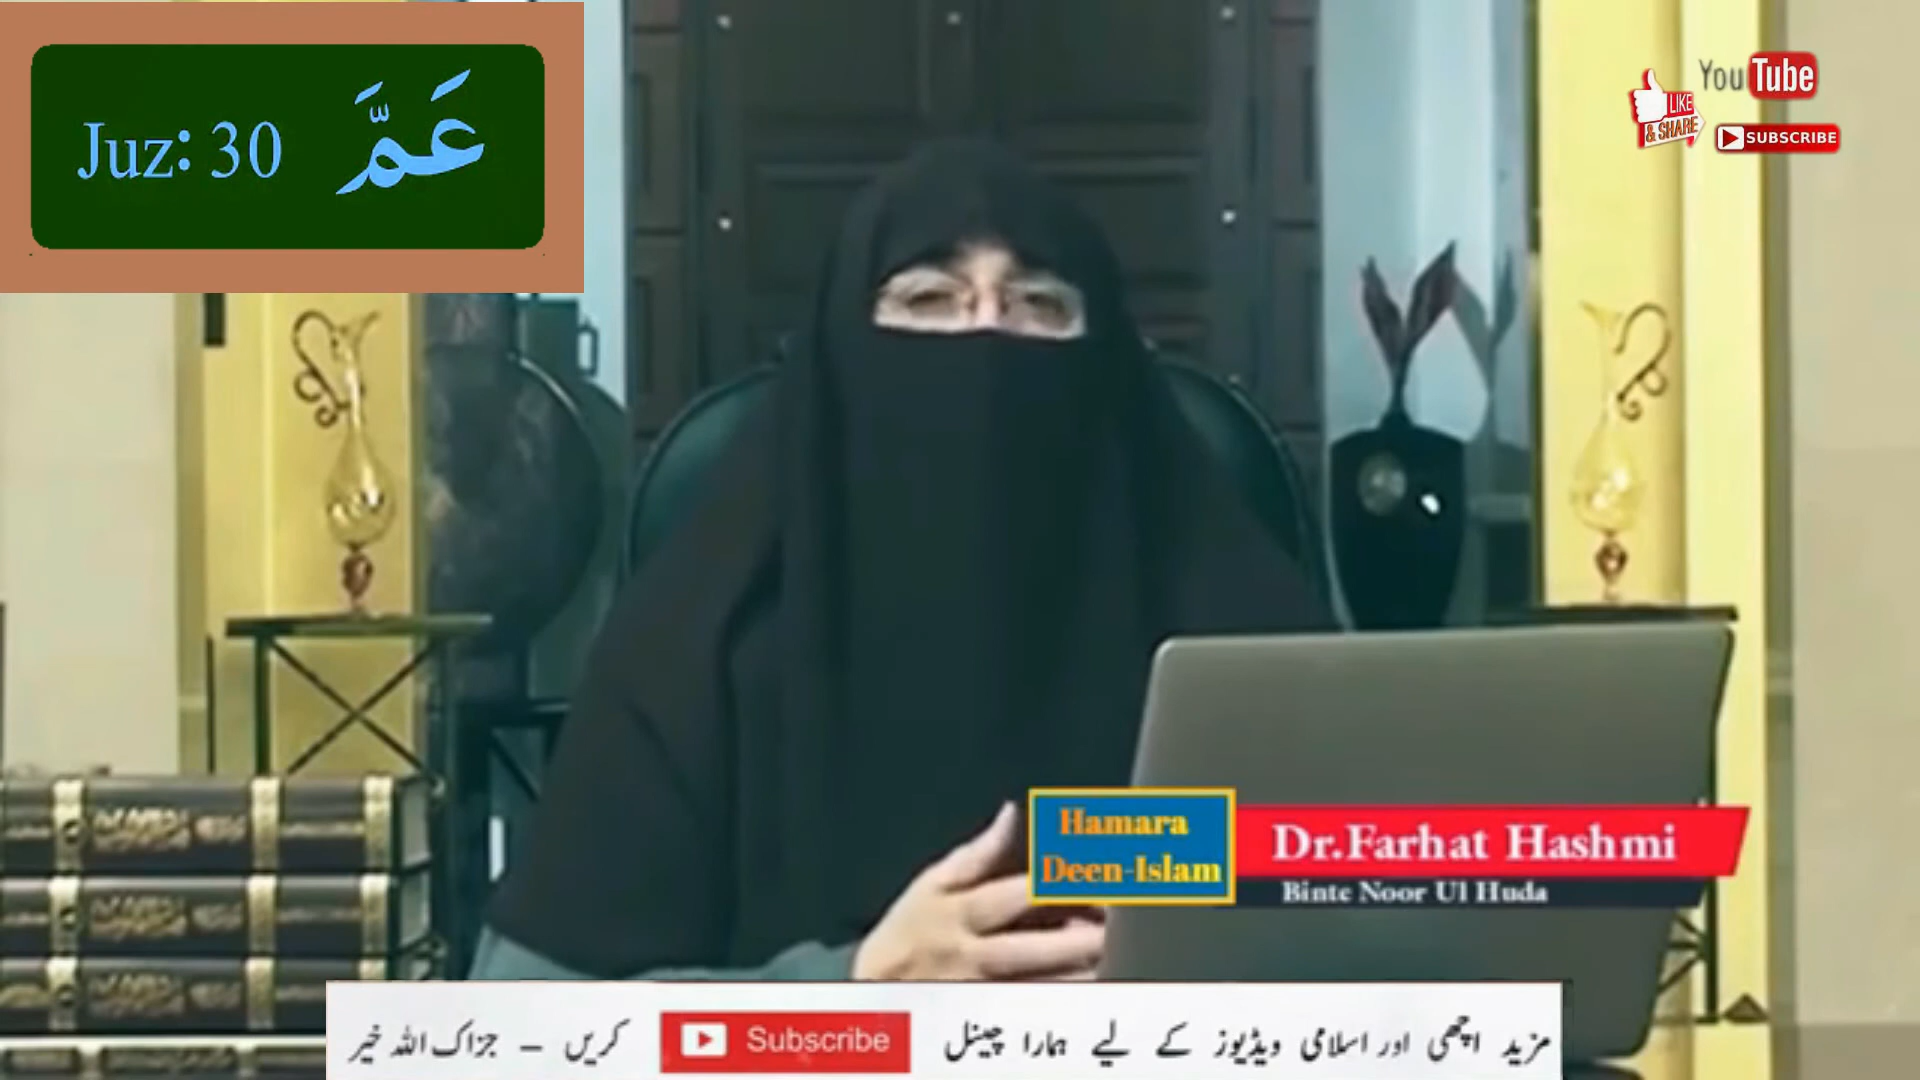 Juz: 30 عَمَّ
YouTube
LIKE
& SHARE
SUBSCRIBE
Hamara
Deen-Islam
Dr.Farhat Hashmi
Binte Noor Ul Huda
مزید اچھی اور اسلامی ویڈیوز کے لیے ہمارا چینل Subscribe کریں – جزاک اللہ خیر